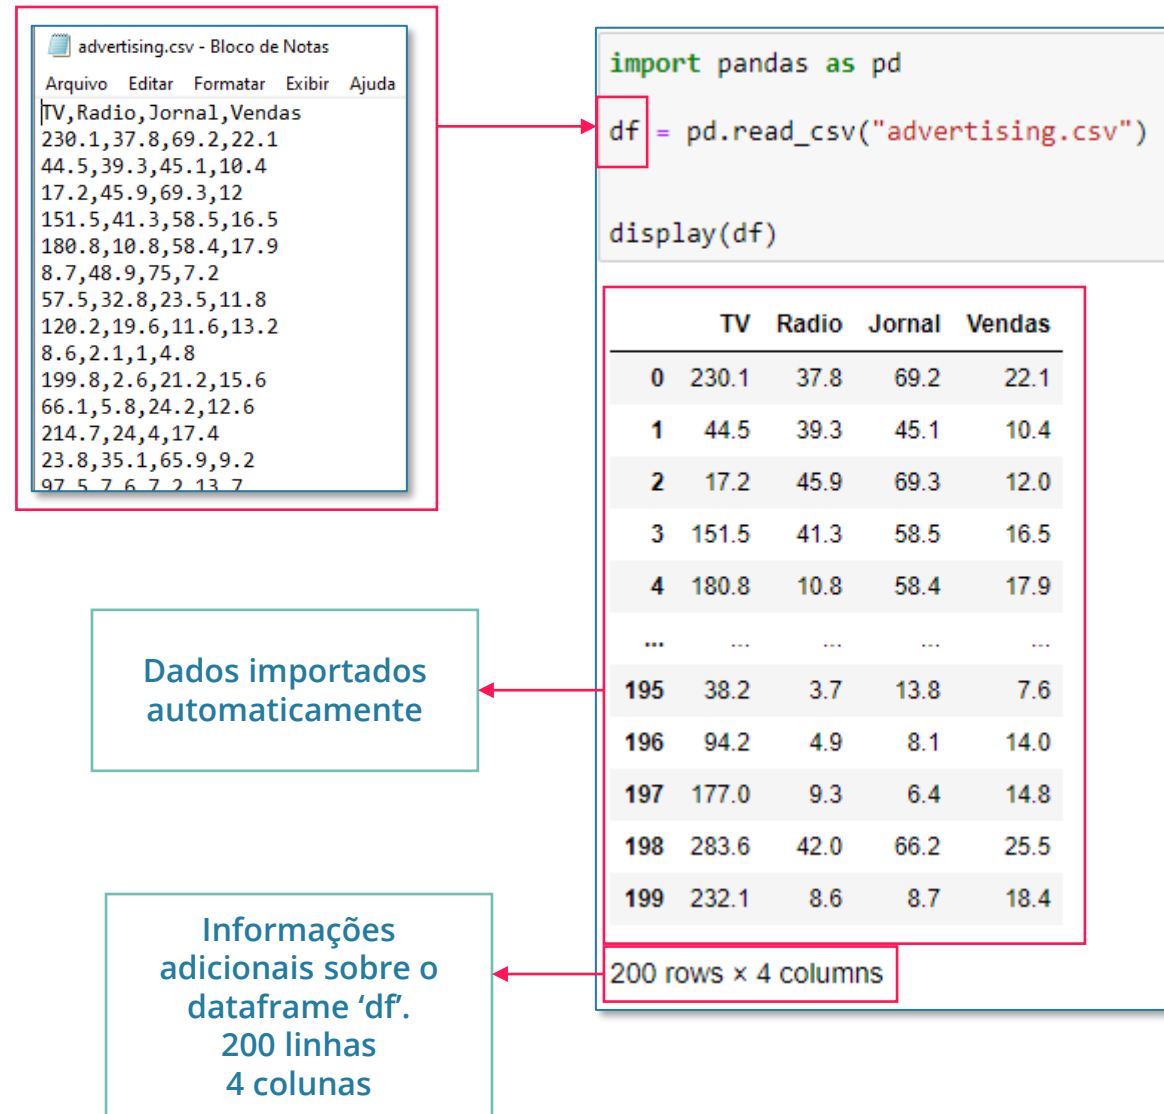 advertising.csv - Bloco de Notas
Arquivo Editar Formatar Exibir Ajuda
TV,Radio,Jornal,Vendas
230.1,37.8,69.2,22.1
44.5,39.3,45.1,10.4
17.2,45.9,69.3,12
151.5,41.3,58.5,16.5
180.8,10.8,58.4,17.9
8.7,48.9,75,7.2
57.5,32.8,23.5,11.8
120.2,19.6,11.6,13.2
8.6,2.1,1,4.8
199.8,2.6,21.2,15.6
66.1,5.8,24.2,12.6
214.7,24,4,17.4
23.8,35.1,65.9,9.2
97.5,7.6,7.2,13.7
import pandas as pd
df = pd.read_csv("advertising.csv")
display(df)
TV Radio Jornal Vendas
0 230.1 37.8 69.2 22.1
1 44.5 39.3 45.1 10.4
2 17.2 45.9 69.3 12.0
3 151.5 41.3 58.5 16.5
4 180.8 10.8 58.4 17.9
... ... ... ... ...
195 38.2 3.7 13.8 7.6
196 94.2 4.9 8.1 14.0
197 177.0 9.3 6.4 14.8
198 283.6 42.0 66.2 25.5
199 232.1 8.6 8.7 18.4
200 rows × 4 columns
Dados importados
automaticamente
Informações
adicionais sobre o
dataframe ‘df’.
200 linhas
4 colunas